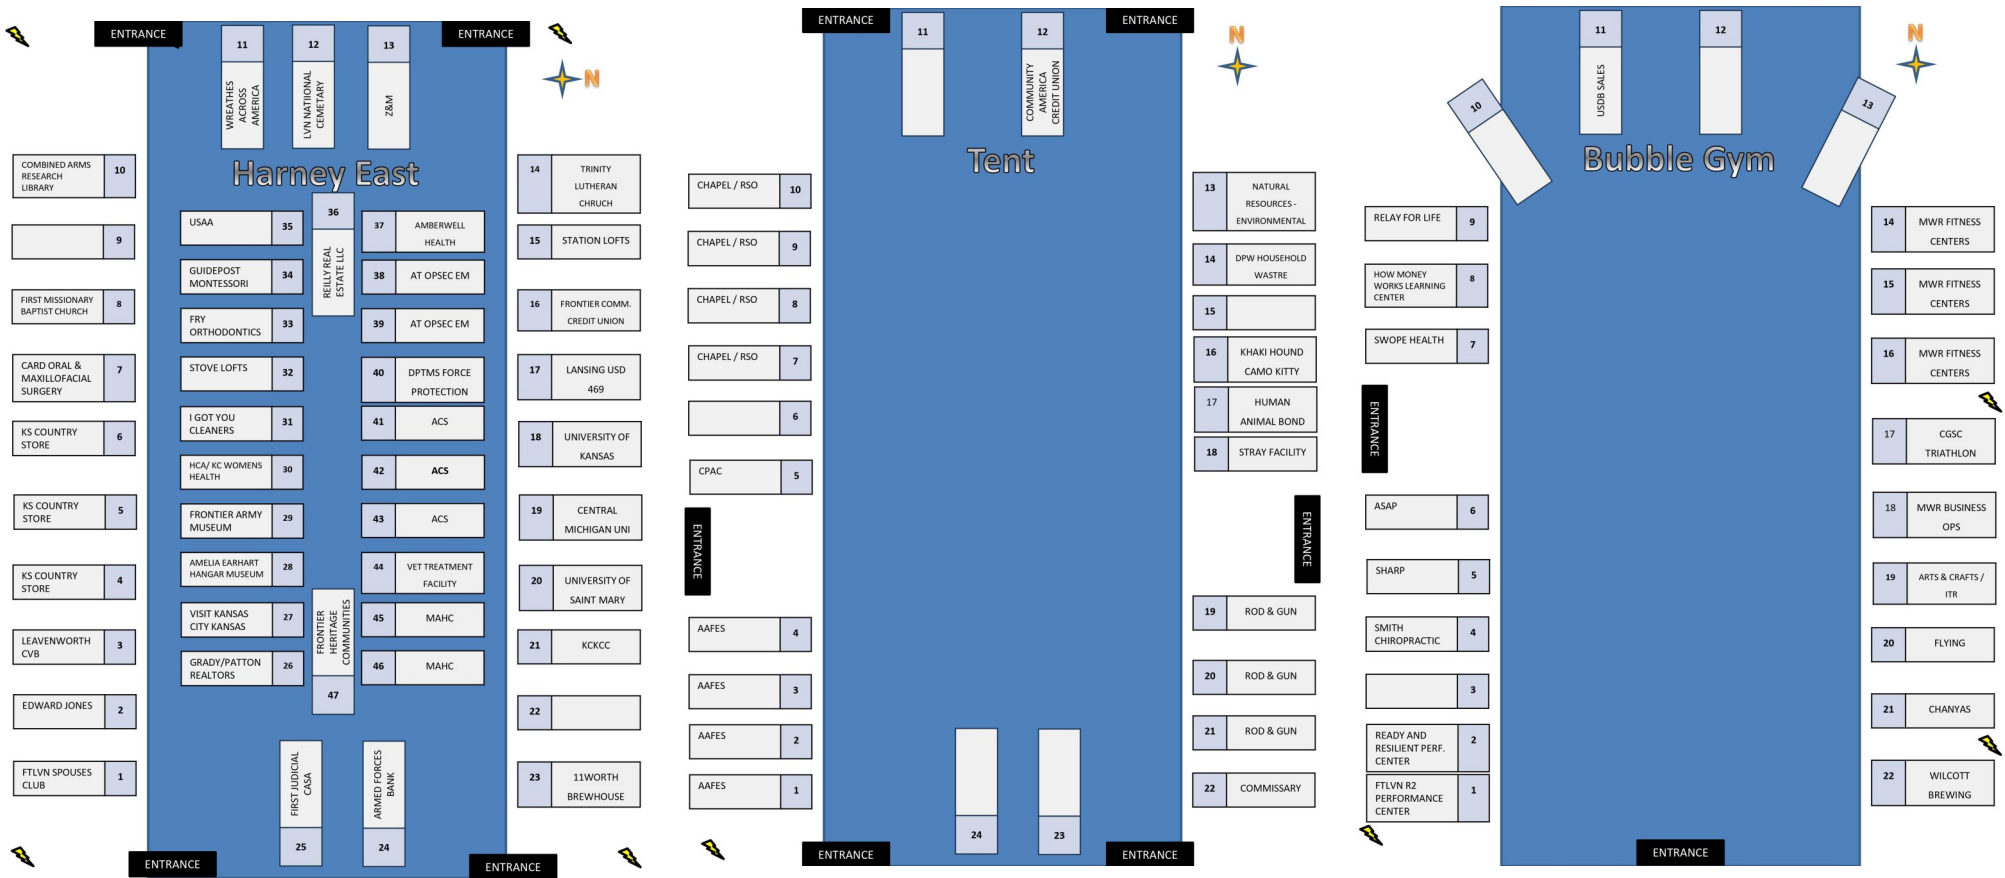 ENTRANCE
ENTRANCE
N
11
WREATHES
ACROSS
AMERICA
12
LVN NATIIONAL
CEMETARY
13
Z&M
Harney East
COMBINED ARMS
RESEARCH
LIBRARY
10
9
FIRST MISSIONARY
BAPTIST CHURCH
8
CARD ORAL &
MAXILLOFACIAL
SURGERY
7
KS COUNTRY
STORE
6
KS COUNTRY
STORE
5
KS COUNTRY
STORE
4
LEAVENWORTH
CVB
3
EDWARD JONES
2
FTLVN SPOUSES
CLUB
1
USAA
35
GUIDEPOST
MONTESSORI
34
FRY
ORTHODONTICS
33
STOVE LOFTS
32
I GOT YOU
CLEANERS
31
HCA/ KC WOMENS
HEALTH
30
FRONTIER ARMY
MUSEUM
29
AMELIA EARHART
HANGAR MUSEUM
28
VISIT KANSAS
CITY KANSAS
27
GRADY/PATTON
REALTORS
26
36
REILLY REAL
ESTATE LLC
FRONTIER
HERITAGE
COMMUNITIES
47
37
AMBERWELL
HEALTH
38
AT OPSEC EM
39
AT OPSEC EM
40
DPTMS FORCE
PROTECTION
41
ACS
42
ACS
43
ACS
44
VET TREATMENT
FACILITY
45
MAHC
46
MAHC
14
TRINITY
LUTHERAN
CHRUCH
15
STATION LOFTS
16
FRONTIER COMM.
CREDIT UNION
17
LANSING USD
469
18
UNIVERSITY OF
KANSAS
19
CENTRAL
MICHIGAN UNI
20
UNIVERSITY OF
SAINT MARY
21
KCKCC
22
23
11WORTH
BREWHOUSE
FIRST JUDICIAL
CASA
25
ARMED FORCES
BANK
24
ENTRANCE
ENTRANCE
ENTRANCE
ENTRANCE
N
11
12
COMMUNITY
AMERICA
CREDIT UNION
Tent
CHAPEL / RSO
10
CHAPEL / RSO
9
CHAPEL / RSO
8
CHAPEL / RSO
7
6
CPAC
5
ENTRANCE
AAFES
4
AAFES
3
AAFES
2
AAFES
1
13
NATURAL
RESOURCES -
ENVIRONMENTAL
14
DPW HOUSEHOLD
WASTRE
15
16
KHAKI HOUND
CAMO KITTY
17
HUMAN
ANIMAL BOND
18
STRAY FACILITY
ENTRANCE
19
ROD & GUN
20
ROD & GUN
21
ROD & GUN
22
COMMISSARY
24
23
ENTRANCE
ENTRANCE
N
11
USDB SALES
12
10
13
Bubble Gym
RELAY FOR LIFE
9
HOW MONEY
WORKS LEARNING
CENTER
8
SWOPE HEALTH
7
ENTRANCE
ASAP
6
SHARP
5
SMITH
CHIROPRACTIC
4
3
READY AND
RESILIENT PERF.
CENTER
2
FTLVN R2
PERFORMANCE
CENTER
1
14
MWR FITNESS
CENTERS
15
MWR FITNESS
CENTERS
16
MWR FITNESS
CENTERS
17
CGSC
TRIATHLON
18
MWR BUSINESS
OPS
19
ARTS & CRAFTS /
ITR
20
FLYING
21
CHANYAS
22
WILCOTT
BREWING
ENTRANCE